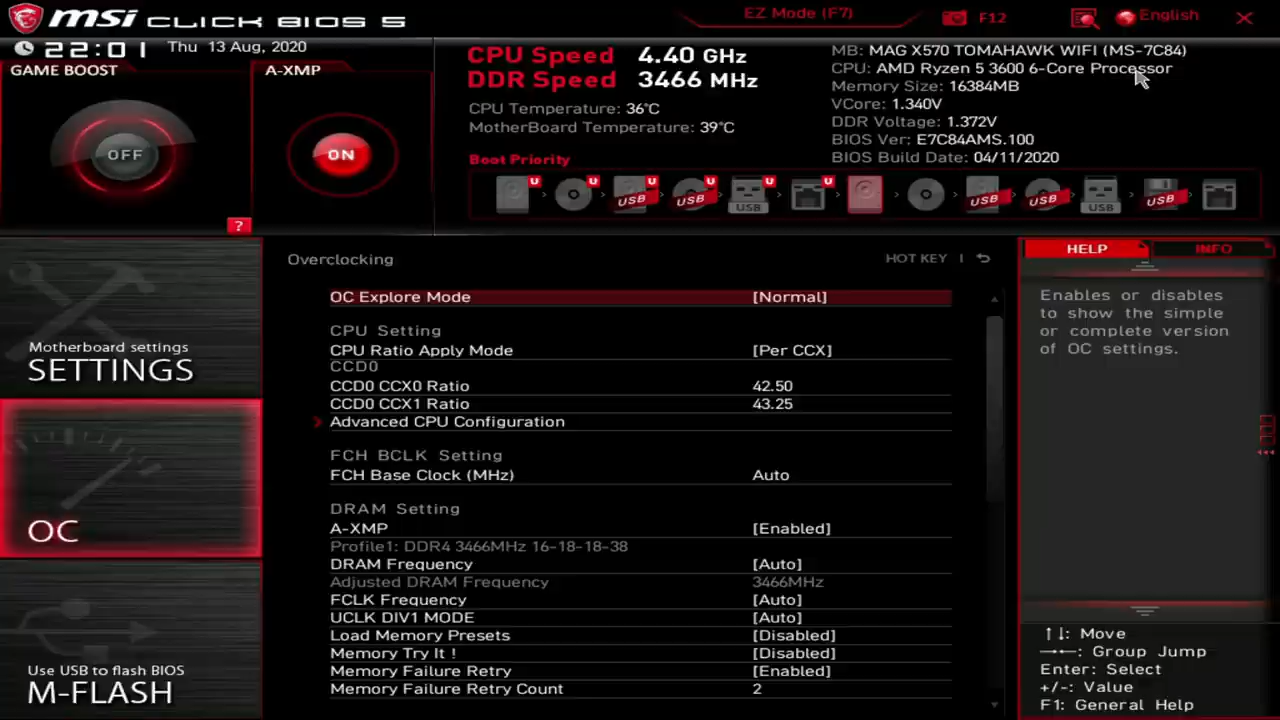 msi CLICK BIOS 5
EZ Mode (F7)
F12
English
22:01 Thu 13 Aug, 2020
GAME BOOST
OFF
?
A-XMP
ON
CPU Speed 4.40 GHz
DDR Speed 3466 MHz
CPU Temperature: 36°C
MotherBoard Temperature: 39°C
MB: MAG X570 TOMAHAWK WIFI (MS-7C84)
CPU: AMD Ryzen 5 3600 6-Core Processor
Memory Size: 16384MB
VCore: 1.340V
DDR Voltage: 1.372V
BIOS Ver: E7C84AMS.100
BIOS Build Date: 04/11/2020
Boot Priority
U U U U U U
USB USB USB USB USB USB USB
Motherboard settings
SETTINGS
OC
Use USB to flash BIOS
M-FLASH
Overclocking
HOT KEY |
OC Explore Mode [Normal]
CPU Setting
CPU Ratio Apply Mode [Per CCX]
CCD0
CCD0 CCX0 Ratio 42.50
CCD0 CCX1 Ratio 43.25
Advanced CPU Configuration
FCH BCLK Setting
FCH Base Clock (MHz) Auto
DRAM Setting
A-XMP [Enabled]
Profile1: DDR4 3466MHz 16-18-18-38
DRAM Frequency [Auto]
Adjusted DRAM Frequency 3466MHz
FCLK Frequency [Auto]
UCLK DIV1 MODE [Auto]
Load Memory Presets [Disabled]
Memory Try It ! [Disabled]
Memory Failure Retry [Enabled]
Memory Failure Retry Count 2
HELP
INFO
Enables or disables
to show the simple
or complete version
of OC settings.
↑↓: Move
→←: Group Jump
Enter: Select
+/-: Value
F1: General Help